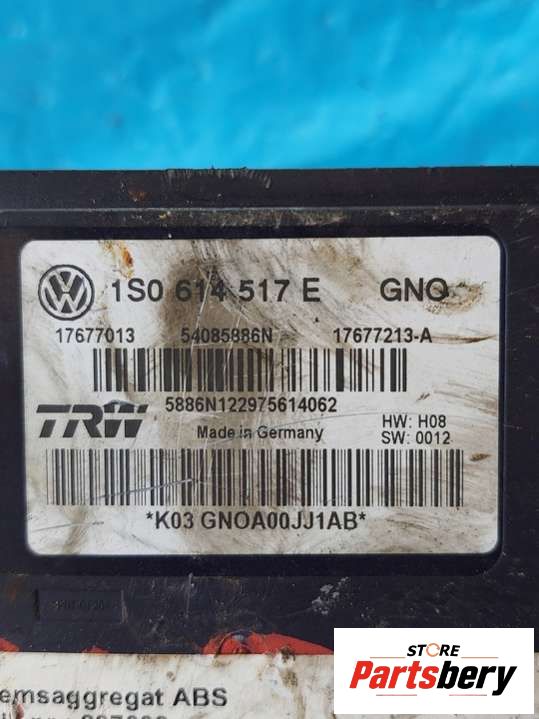 1S0 614 517 E GNO
17677013 54085886N 17677213-A
5886N122975614062
TRW Made in Germany HW: H08
SW: 0012
*K03 GNOA00JJ1AB*
emsaggregat ABS
STORE
Partsbery